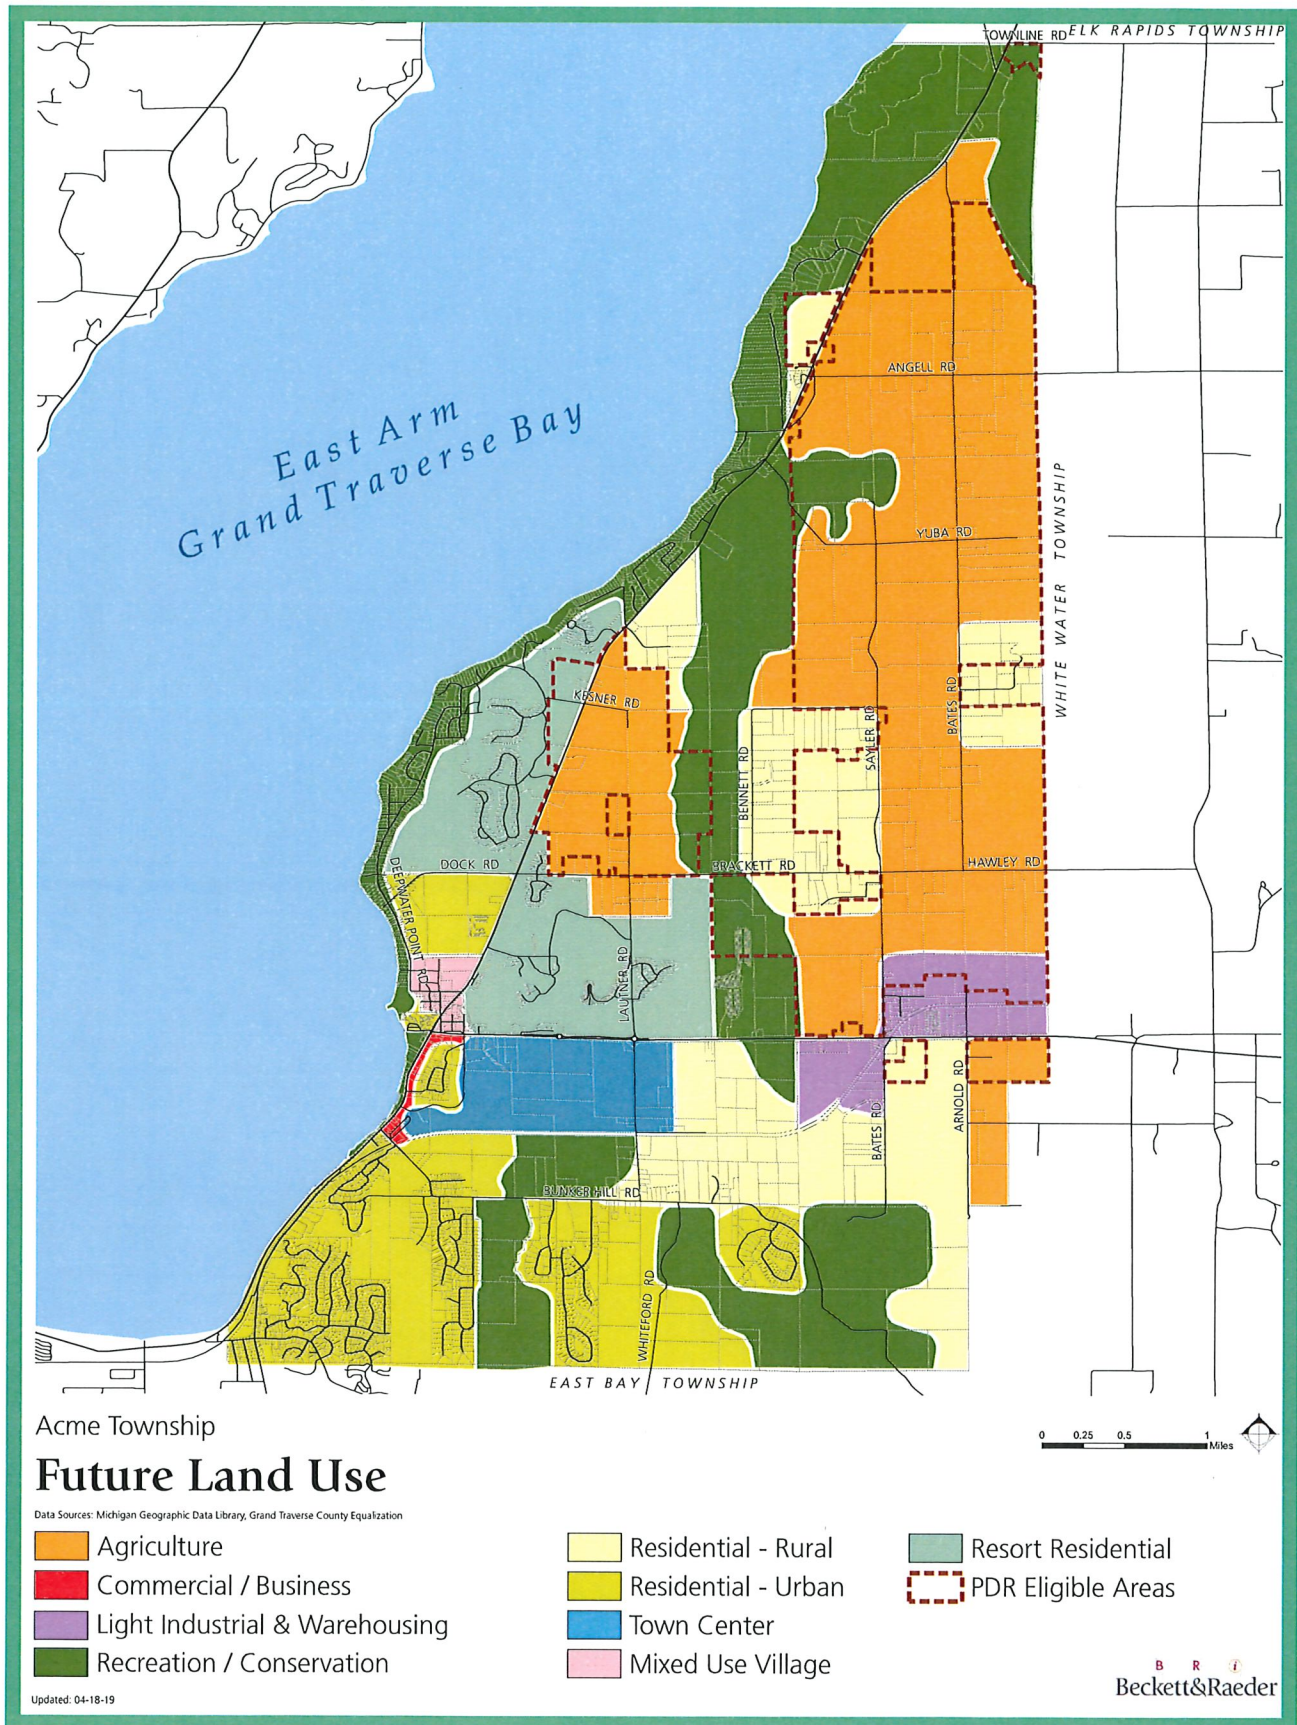 TOWNLINE RD
ELK RAPIDS TOWNSHIP
ANGELL RD
East Arm
Grand Traverse Bay
YUBA RD
WHITE WATER TOWNSHIP
KESNER RD
BATES RD
SAYLER RD
BENNETT RD
DOCK RD
BRACKETT RD
HAWLEY RD
DEEPWATER POINT RD
LAUTNER RD
ARNOLD RD
BATES RD
BUNKER HILL RD
WHITEFORD RD
EAST BAY TOWNSHIP
Acme Township
Future Land Use
0 0.25 0.5 1
Miles
Data Sources: Michigan Geographic Data Library, Grand Traverse County Equalization
Agriculture
Commercial / Business
Light Industrial & Warehousing
Recreation / Conservation
Residential - Rural
Residential - Urban
Town Center
Mixed Use Village
Resort Residential
PDR Eligible Areas
Updated: 04-18-19
B R i
Beckett&Raeder